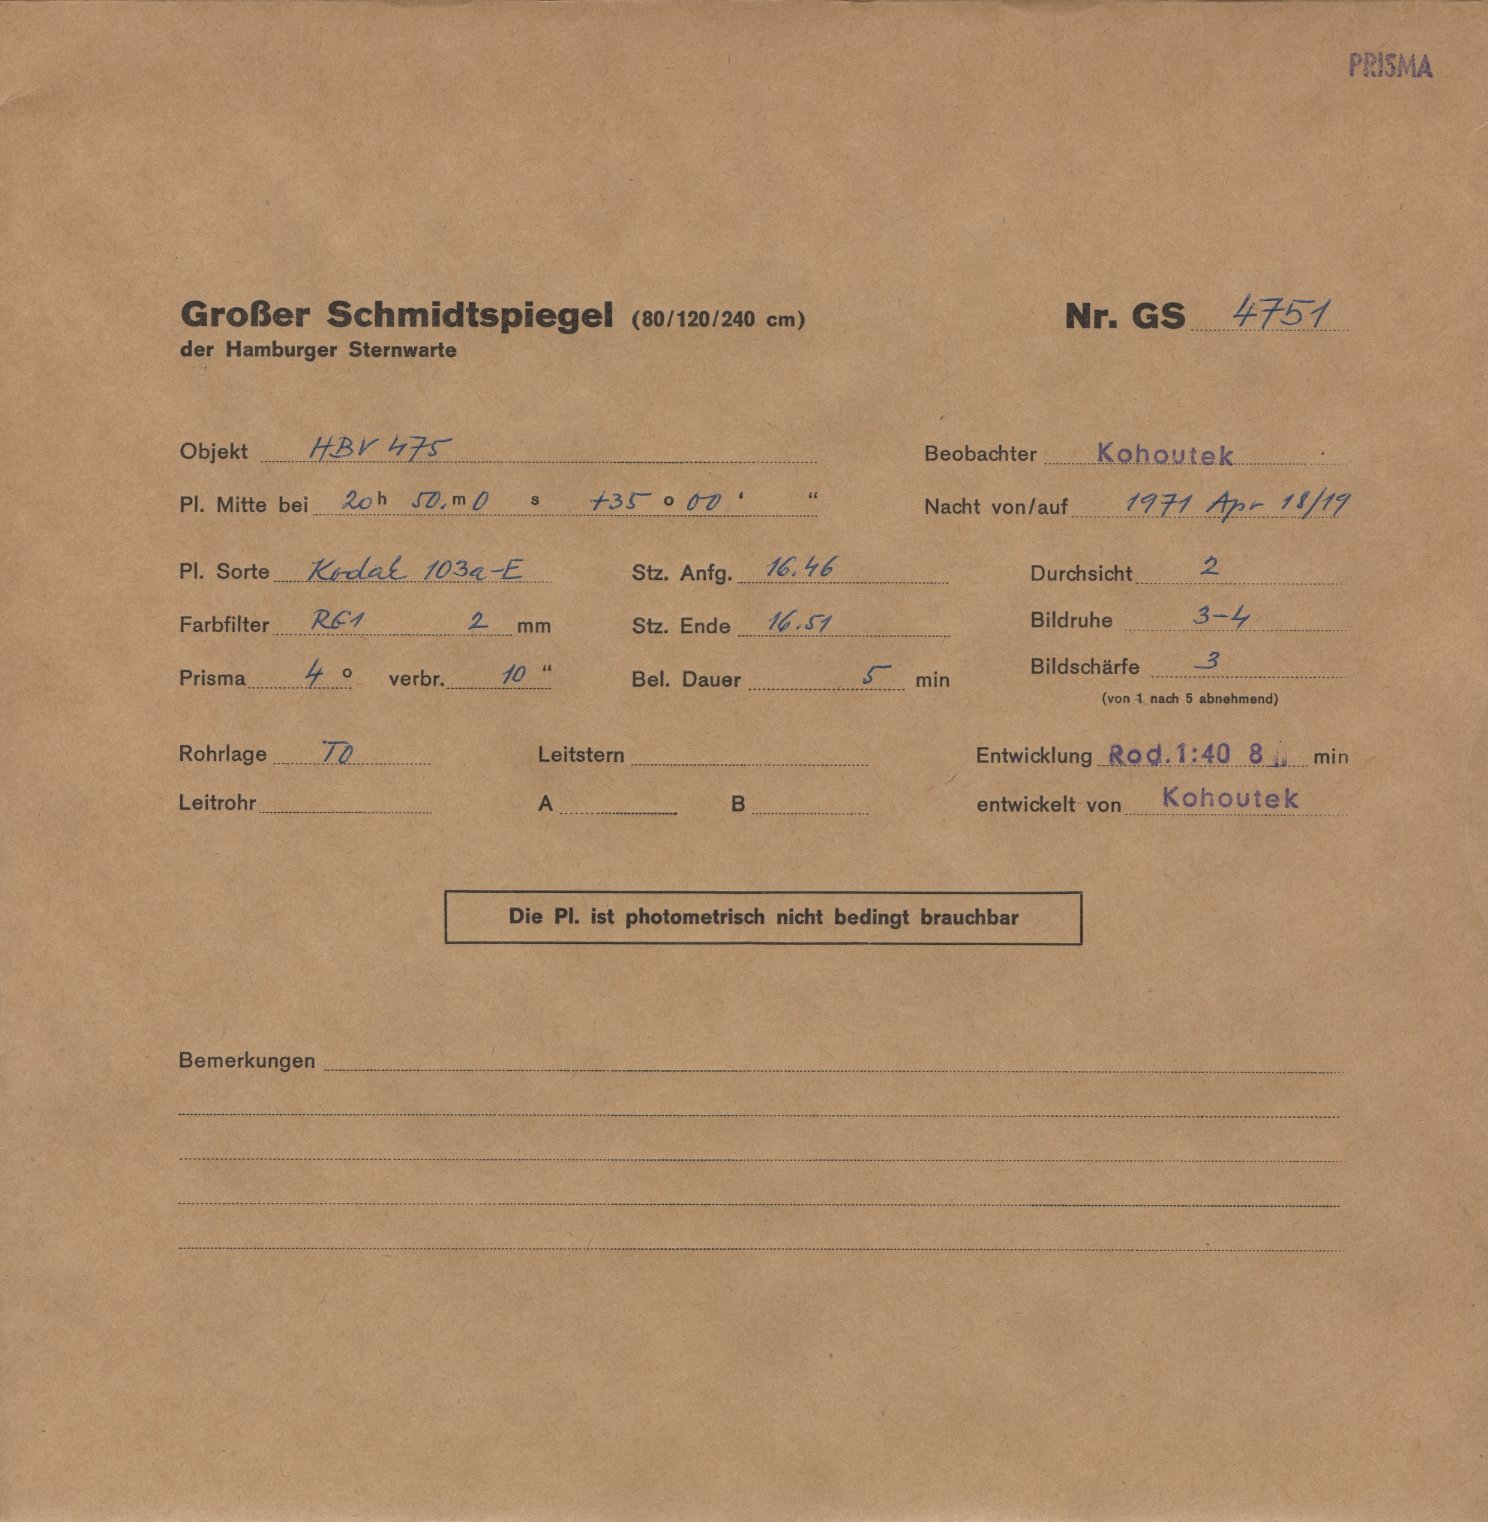 PRISMA
Großer Schmidtspiegel (80/120/240 cm) Nr. GS 4751
der Hamburger Sternwarte
Objekt HBV 475 Beobachter Kohoutek
Pl. Mitte bei 20 h 50. m 0 s +35 o 00 ' " Nacht von/auf 1971 Apr 18/19
Pl. Sorte Kodak 103a-E Stz. Anfg. 16.46 Durchsicht 2
Farbfilter RG1 2 mm Stz. Ende 16.51 Bildruhe 3-4
Prisma 4 o verbr. 10 " Bel. Dauer 5 min Bildschärfe 3
(von 1 nach 5 abnehmend)
Rohrlage TO Leitstern Entwicklung Rod. 1:40 8 min
Leitrohr A B entwickelt von Kohoutek
Die Pl. ist photometrisch nicht bedingt brauchbar
Bemerkungen